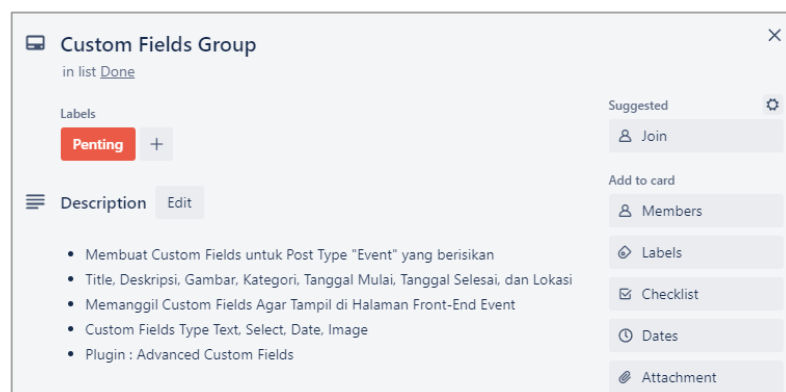 Custom Fields Group
in list Done
Labels
Penting
+
Description Edit
• Membuat Custom Fields untuk Post Type "Event" yang berisikan
• Title, Deskripsi, Gambar, Kategori, Tanggal Mulai, Tanggal Selesai, dan Lokasi
• Memanggil Custom Fields Agar Tampil di Halaman Front-End Event
• Custom Fields Type Text, Select, Date, Image
• Plugin : Advanced Custom Fields
Suggested
Join
Add to card
Members
Labels
Checklist
Dates
Attachment